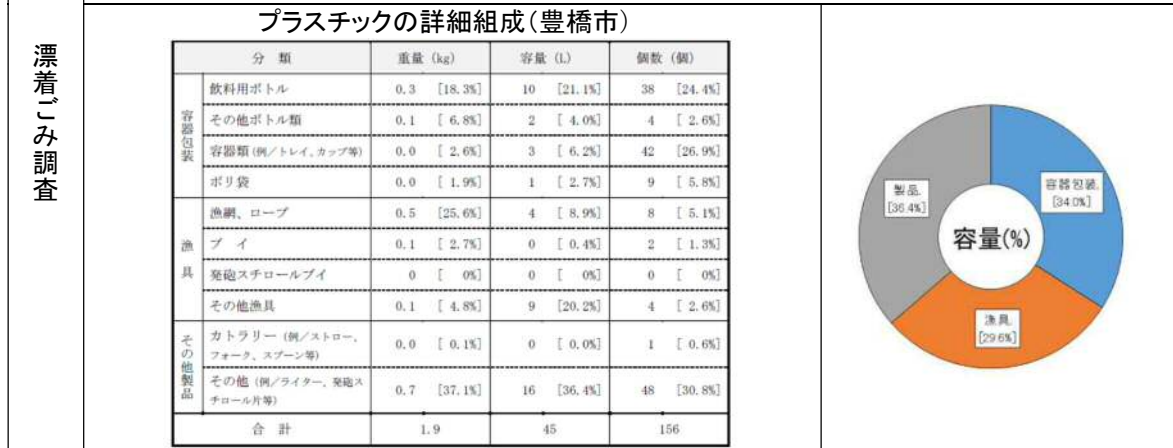 プラスチックの詳細組成(豊橋市)
漂着ごみ調査
分 類 重量 (kg) 容量 (L) 個数 (個)
容器包装
飲料用ボトル 0.3 [18.3%] 10 [21.1%] 38 [24.4%]
その他ボトル類 0.1 [ 6.8%] 2 [ 4.0%] 4 [ 2.6%]
容器類 (例/トレイ、カップ等) 0.0 [ 2.6%] 3 [ 6.2%] 42 [26.9%]
ポリ袋 0.0 [ 1.9%] 1 [ 2.7%] 9 [ 5.8%]
漁具
漁網、ロープ 0.5 [25.6%] 4 [ 8.9%] 8 [ 5.1%]
ブ イ 0.1 [ 2.7%] 0 [ 0.4%] 2 [ 1.3%]
発砲スチロールブイ 0 [ 0%] 0 [ 0%] 0 [ 0%]
その他漁具 0.1 [ 4.8%] 9 [20.2%] 4 [ 2.6%]
その他製品
カトラリー (例/ストロー、
フォーク、スプーン等) 0.0 [ 0.1%] 0 [ 0.0%] 1 [ 0.6%]
その他 (例/ライター、発砲ス
チロール片等) 0.7 [37.1%] 16 [36.4%] 48 [30.8%]
合 計 1.9 45 156
製品
[36.4%]
容器包装
[34.0%]
容量(%)
漁具
[29.6%]